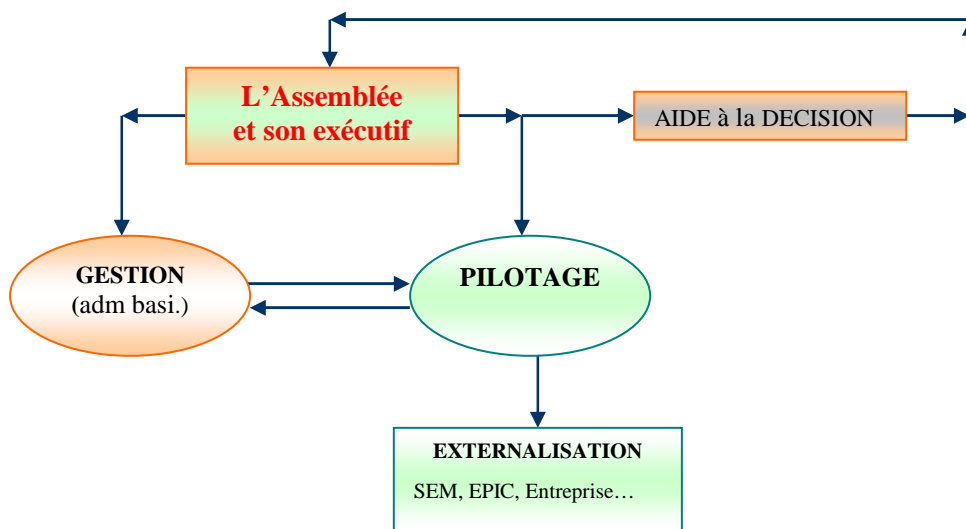 L’Assemblée
et son exécutif
AIDE à la DECISION
GESTION
(adm basi.)
PILOTAGE
EXTERNALISATION
SEM, EPIC, Entreprise…